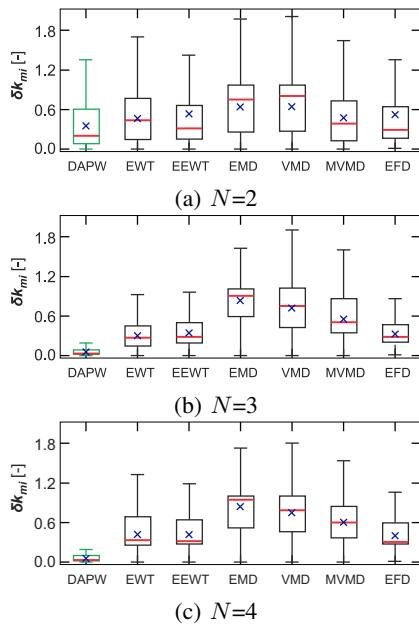 δk_mi [-]
1.8
1.2
0.6
0.0
DAPW EWT EEWT EMD VMD MVMD EFD
(a) N=2
δk_mi [-]
1.8
1.2
0.6
0.0
DAPW EWT EEWT EMD VMD MVMD EFD
(b) N=3
δk_mi [-]
1.8
1.2
0.6
0.0
DAPW EWT EEWT EMD VMD MVMD EFD
(c) N=4